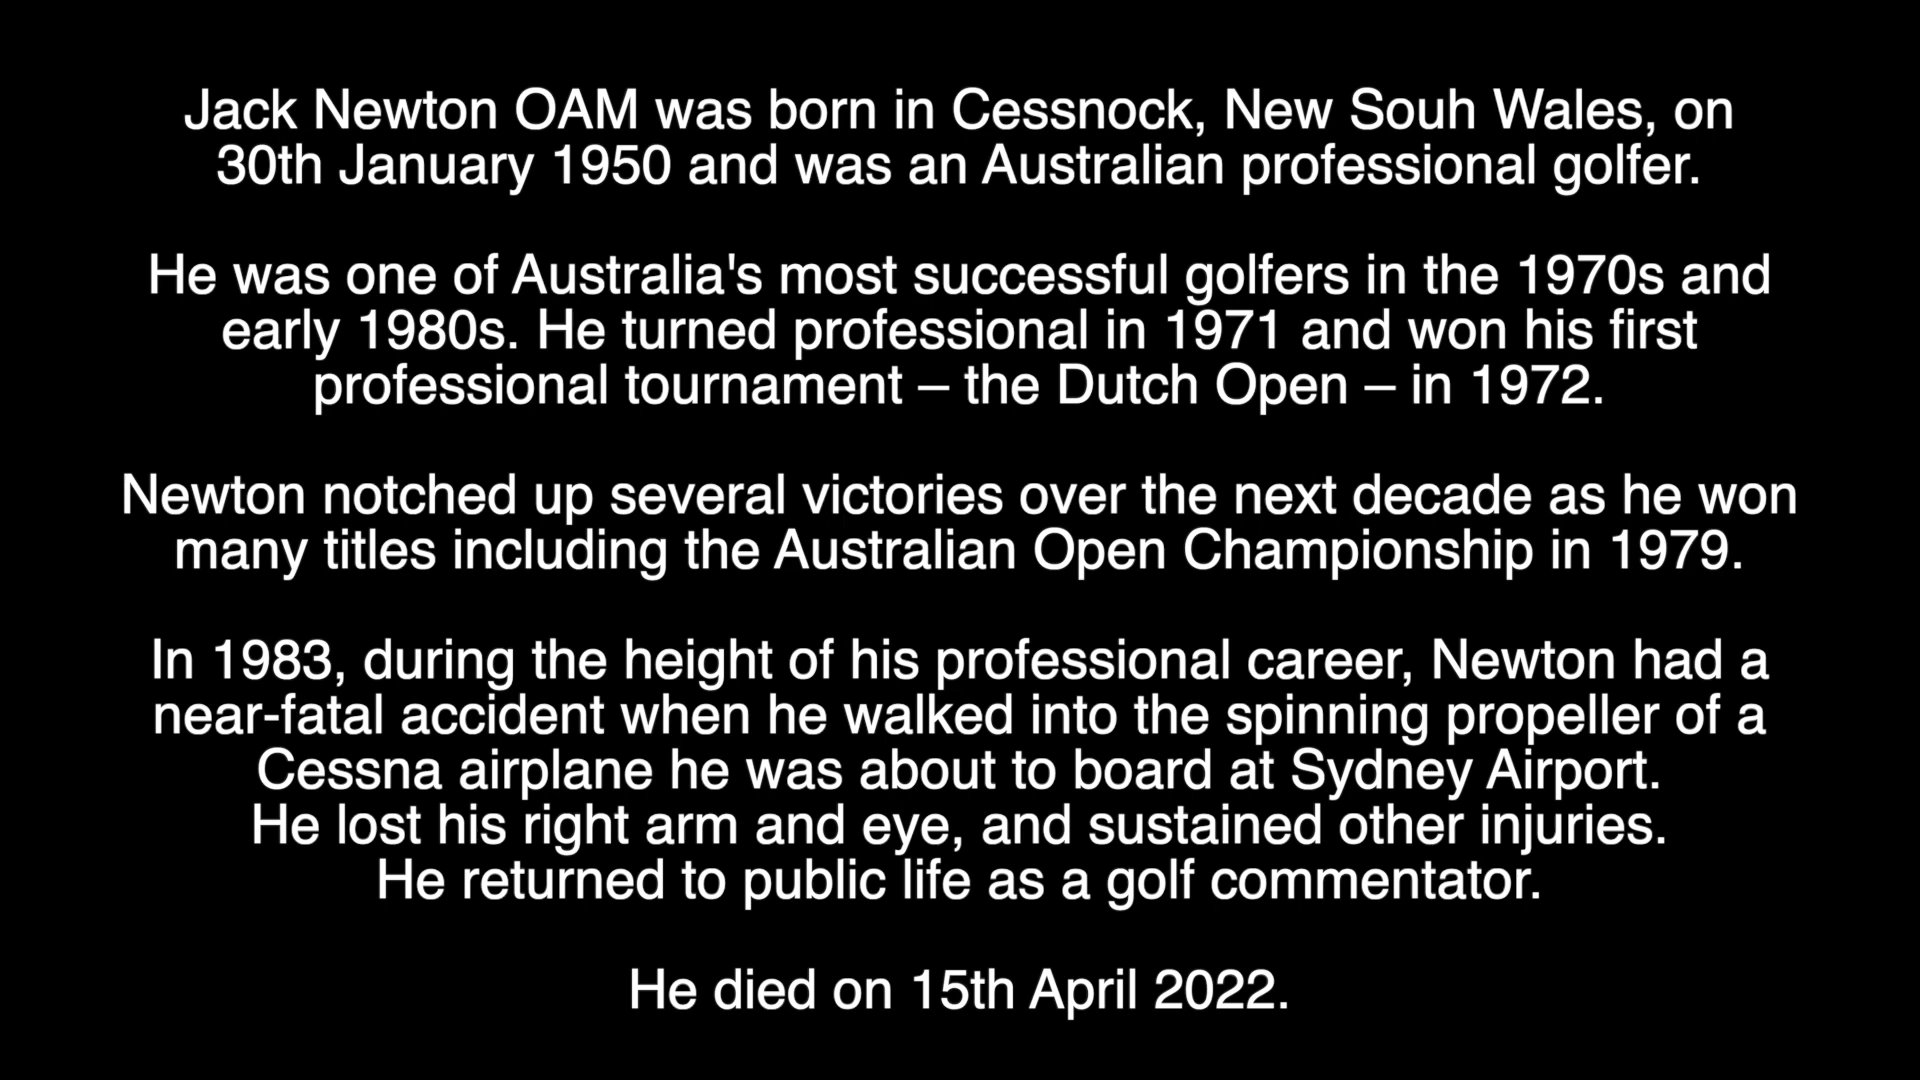 Jack Newton OAM was born in Cessnock, New Souh Wales, on
30th January 1950 and was an Australian professional golfer.
He was one of Australia's most successful golfers in the 1970s and
early 1980s. He turned professional in 1971 and won his first
professional tournament – the Dutch Open – in 1972.
Newton notched up several victories over the next decade as he won
many titles including the Australian Open Championship in 1979.
In 1983, during the height of his professional career, Newton had a
near-fatal accident when he walked into the spinning propeller of a
Cessna airplane he was about to board at Sydney Airport.
He lost his right arm and eye, and sustained other injuries.
He returned to public life as a golf commentator.
He died on 15th April 2022.